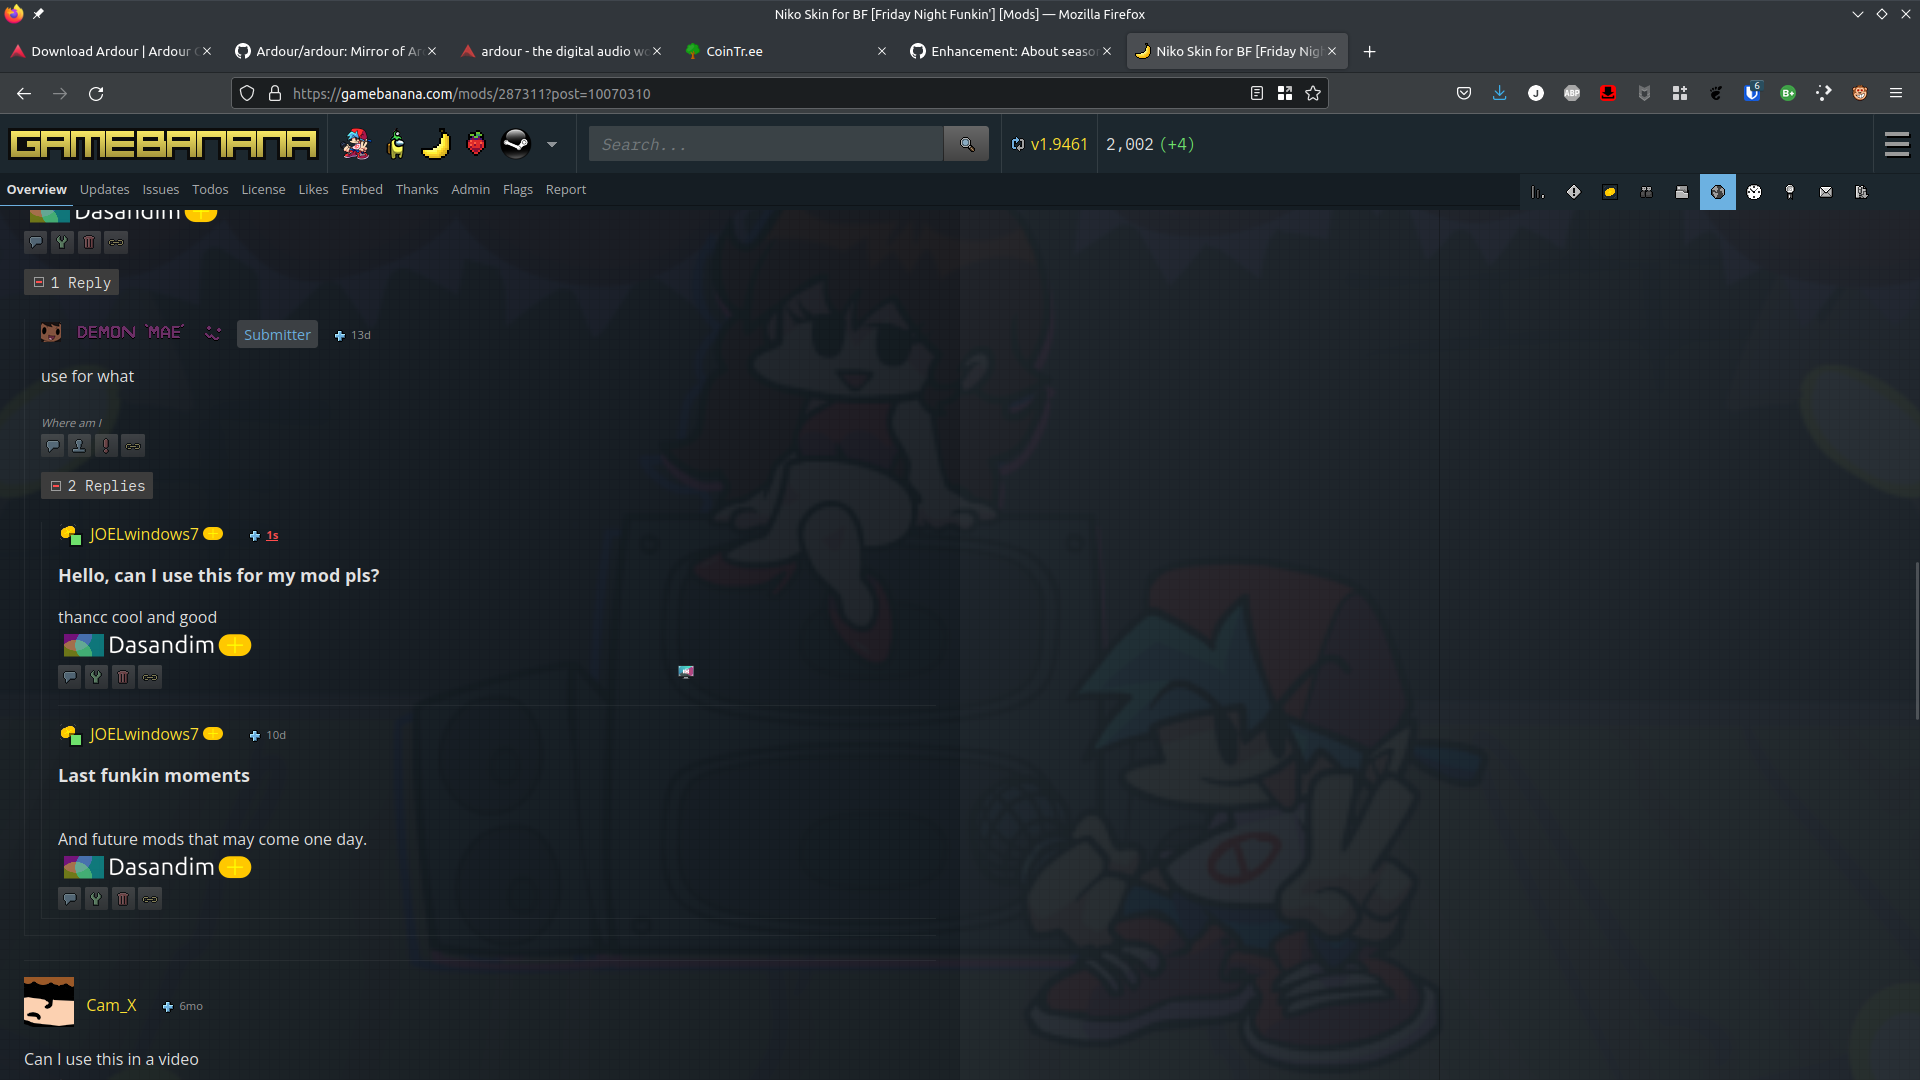 Niko Skin for BF [Friday Night Funkin'] [Mods] — Mozilla Firefox
Download Ardour | Ardour
Ardour/ardour: Mirror of Ar
ardour - the digital audio wo
CoinTr.ee
Enhancement: About seaso
Niko Skin for BF [Friday Nigh
https://gamebanana.com/mods/287311?post=10070310
J
ABP
6
B+
GAMEBANANA
Search...
v1.9461
2,002 (+4)
Overview Updates Issues Todos License Likes Embed Thanks Admin Flags Report
Dasandim
1 Reply
DEMON `MAE´
Submitter
13d
use for what
Where am I
2 Replies
JOELwindows7
1s
Hello, can I use this for my mod pls?
thancc cool and good
Dasandim
JOELwindows7
10d
Last funkin moments
And future mods that may come one day.
Dasandim
Cam_X
6mo
Can I use this in a video